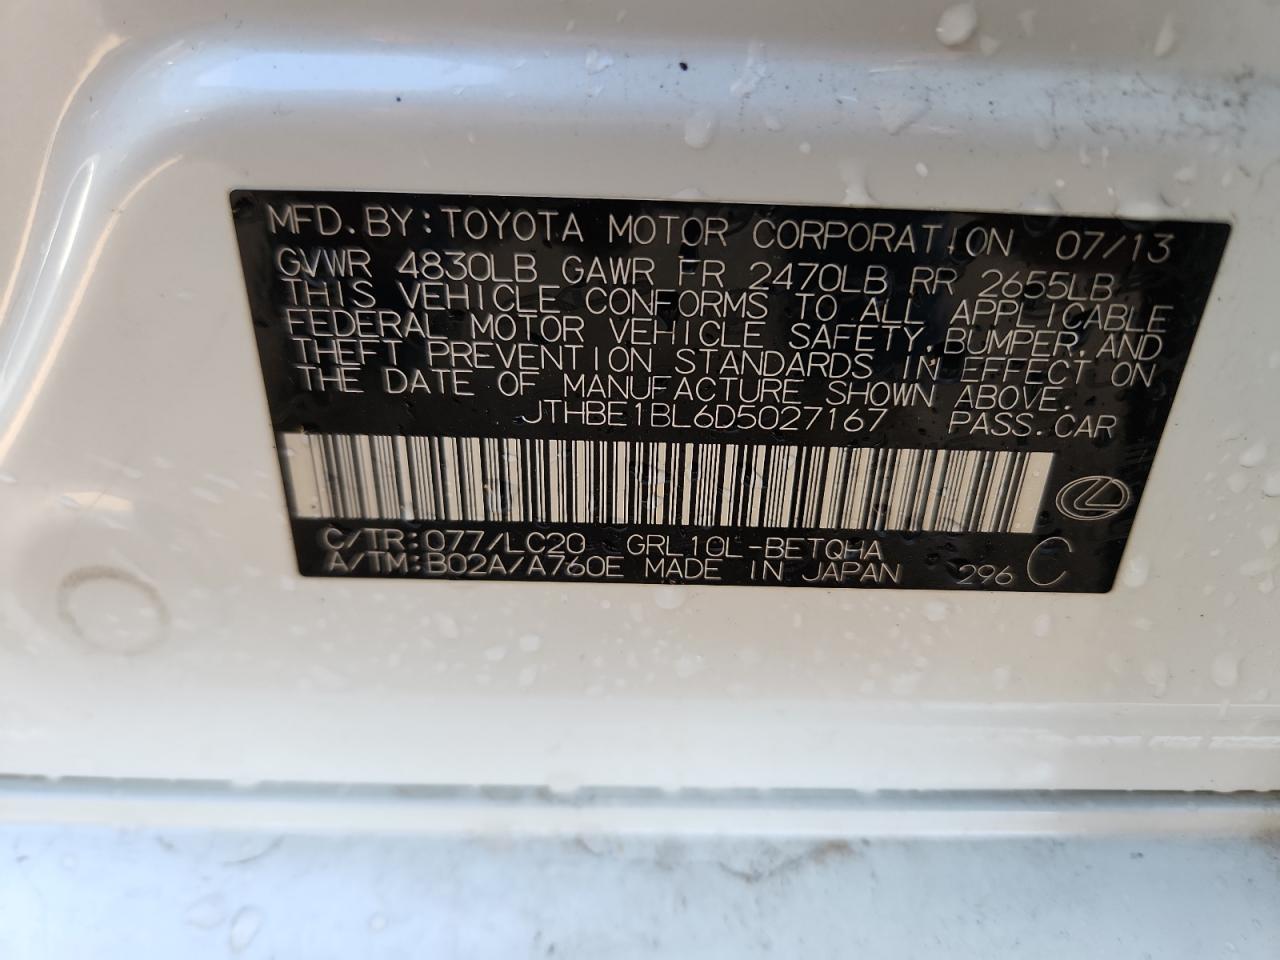 MFD. BY: TOYOTA MOTOR CORPORATION 07/13
GVWR 4830LB GAWR FR 2470LB RR 2655LB
THIS VEHICLE CONFORMS TO ALL APPLICABLE
FEDERAL MOTOR VEHICLE SAFETY, BUMPER, AND
THEFT PREVENTION STANDARDS IN EFFECT ON
THE DATE OF MANUFACTURE SHOWN ABOVE.
JTHBE1BL6D5027167 PASS. CAR
C/TR: 077/LC20 GRL10L-BETQHA
A/TM: B02A/A760E MADE IN JAPAN 296 C